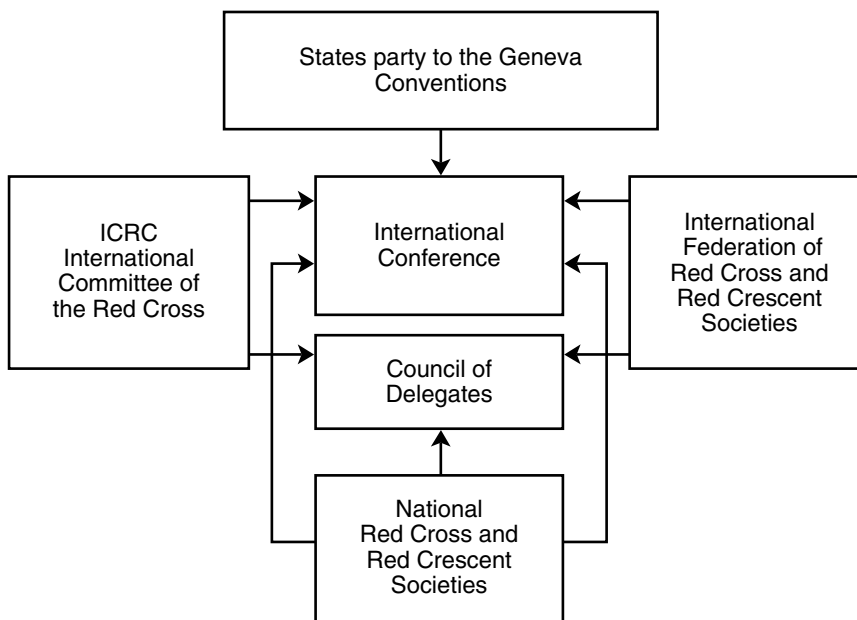 States party to the Geneva
Conventions
ICRC
International
Committee of
the Red Cross
International
Conference
International
Federation of
Red Cross and
Red Crescent
Societies
Council of
Delegates
National
Red Cross and
Red Crescent
Societies